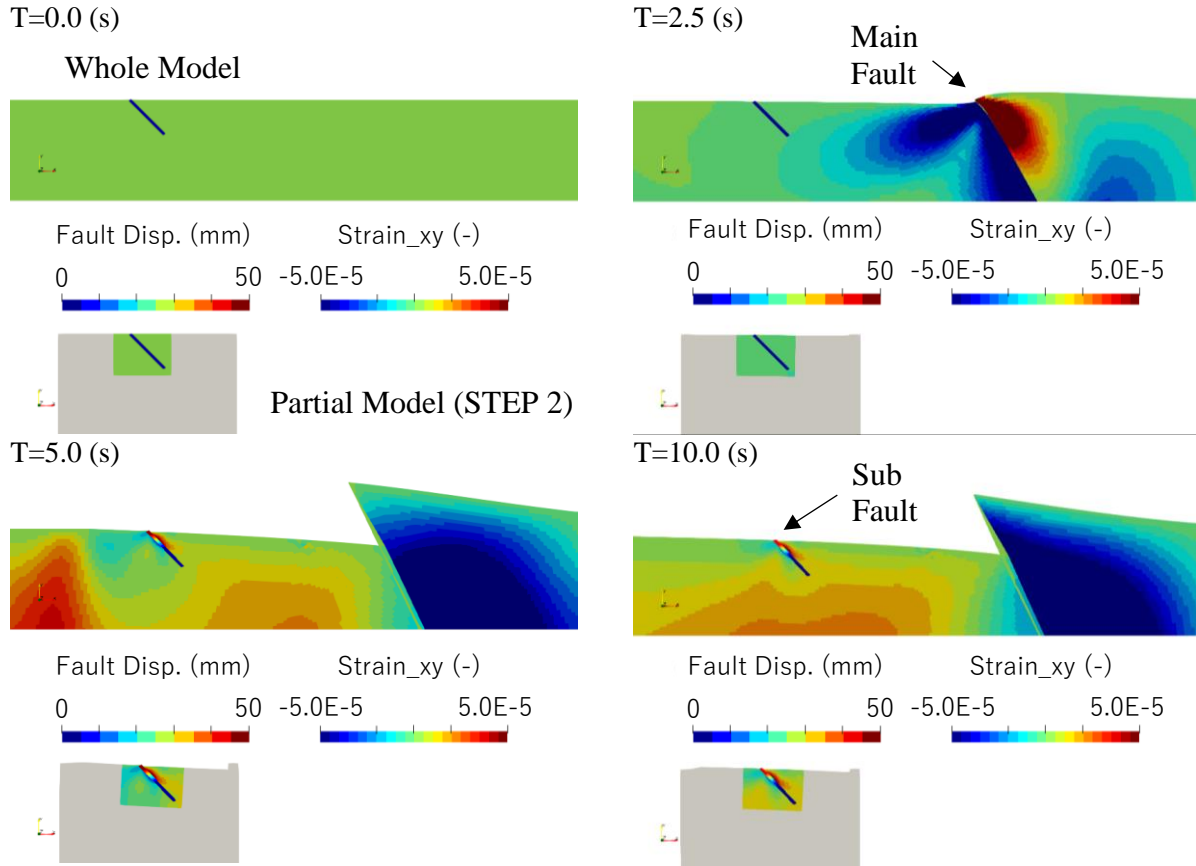 T=0.0 (s)
Whole Model
Fault Disp. (mm)
Strain_xy (-)
0
50
-5.0E-5
5.0E-5
Partial Model (STEP 2)
T=2.5 (s)
Main
Fault
Fault Disp. (mm)
Strain_xy (-)
0
50
-5.0E-5
5.0E-5
T=5.0 (s)
Fault Disp. (mm)
Strain_xy (-)
0
50
-5.0E-5
5.0E-5
T=10.0 (s)
Sub
Fault
Fault Disp. (mm)
Strain_xy (-)
0
50
-5.0E-5
5.0E-5